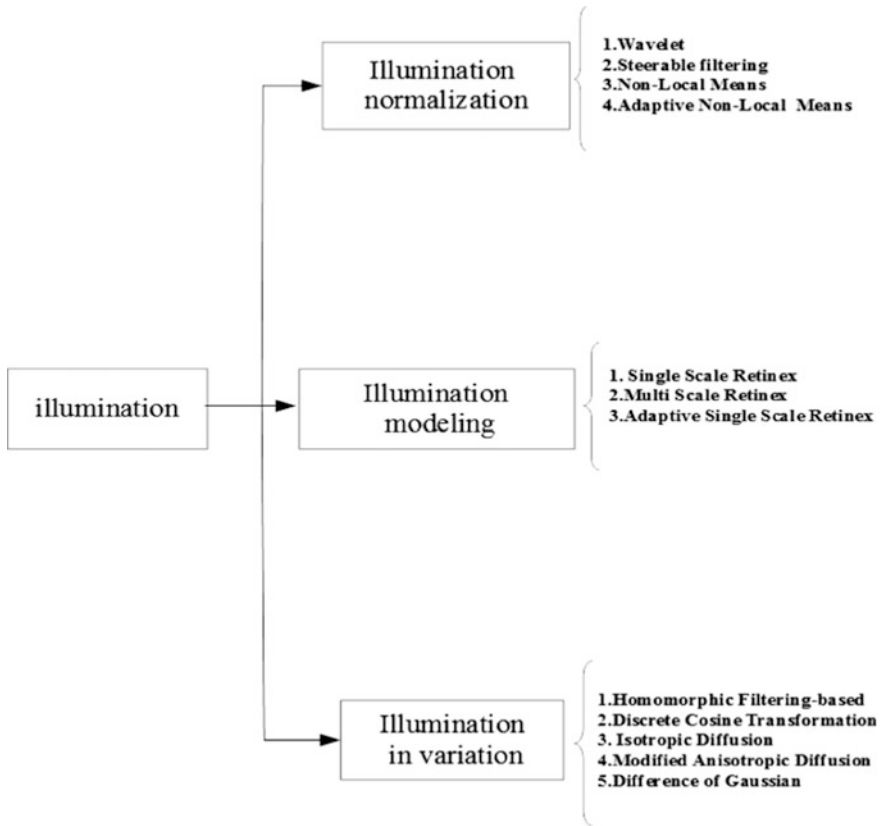 Illumination
normalization
1.Wavelet
2.Steerable filtering
3.Non-Local Means
4.Adaptive Non-Local Means
illumination
Illumination
modeling
1. Single Scale Retinex
2.Multi Scale Retinex
3.Adaptive Single Scale Retinex
Illumination
in variation
1.Homomorphic Filtering-based
2.Discrete Cosine Transformation
3. Isotropic Diffusion
4.Modified Anisotropic Diffusion
5.Difference of Gaussian